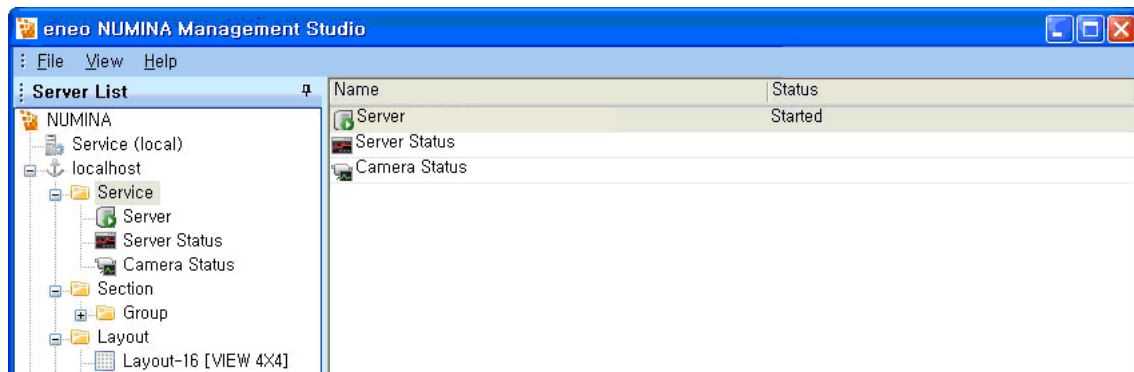 eneo NUMINA Management Studio
File View Help
Server List
NUMINA
Service (local)
localhost
Service
Server
Server Status
Camera Status
Section
Group
Layout
Layout-16 [VIEW 4X4]
Name Status
Server Started
Server Status
Camera Status